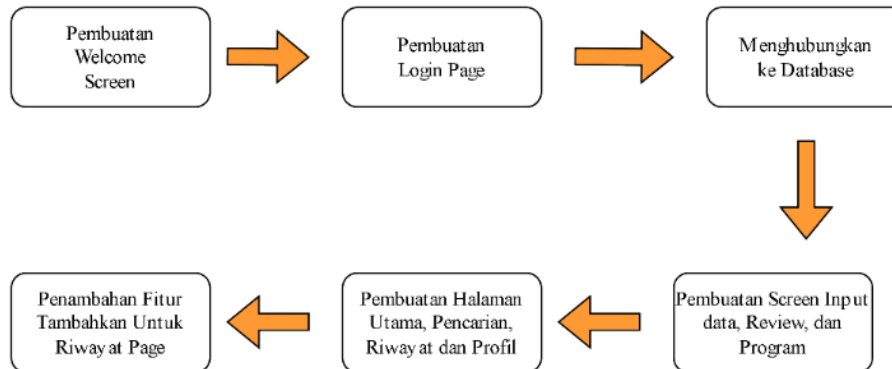 Pembuatan
Welcome
Screen
Pembuatan
Login Page
Menghubungkan
ke Database
Pembuatan Screen Input
data, Review, dan
Program
Pembuatan Halaman
Utama, Pencarian,
Riwayat dan Profil
Penambahan Fitur
Tambahkan Untuk
Riwayat Page